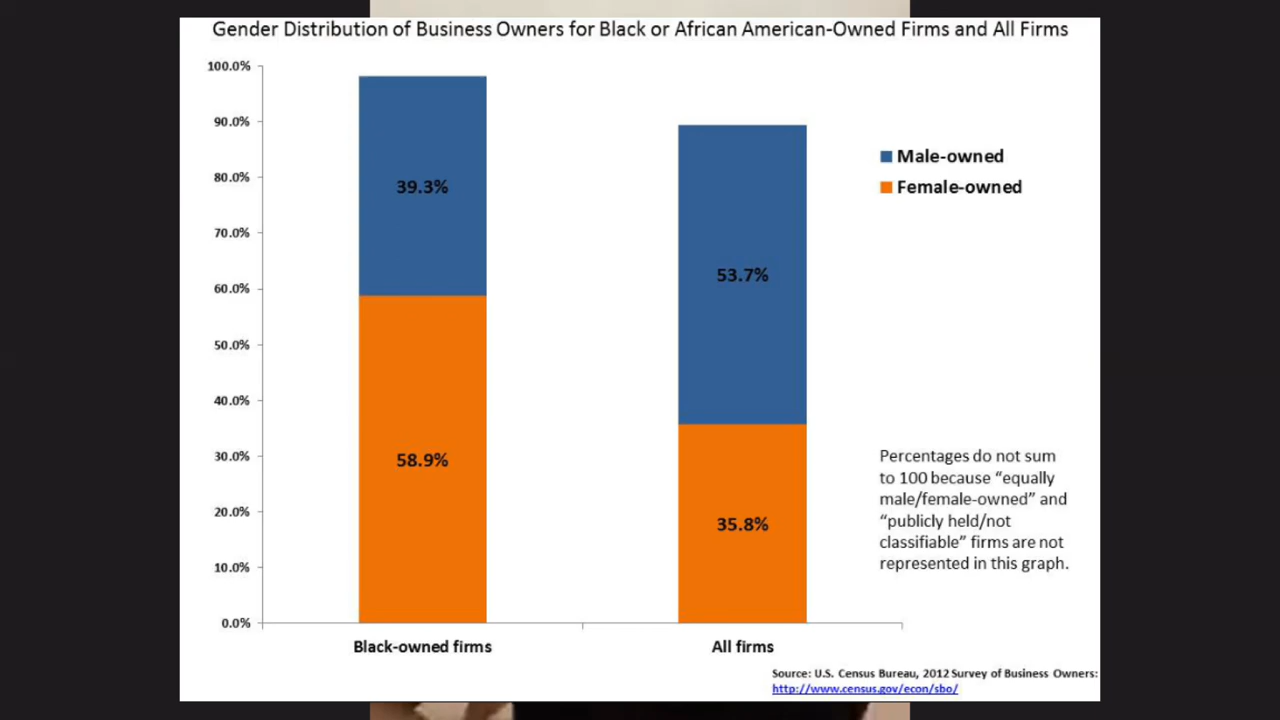 Gender Distribution of Business Owners for Black or African American-Owned Firms and All Firms
100.0%
90.0%
80.0%
70.0%
60.0%
50.0%
40.0%
30.0%
20.0%
10.0%
0.0%
39.3%
58.9%
53.7%
35.8%
Black-owned firms
All firms
Male-owned
Female-owned
Percentages do not sum
to 100 because “equally
male/female-owned” and
“publicly held/not
classifiable” firms are not
represented in this graph.
Source: U.S. Census Bureau, 2012 Survey of Business Owners:
http://www.census.gov/econ/sbo/